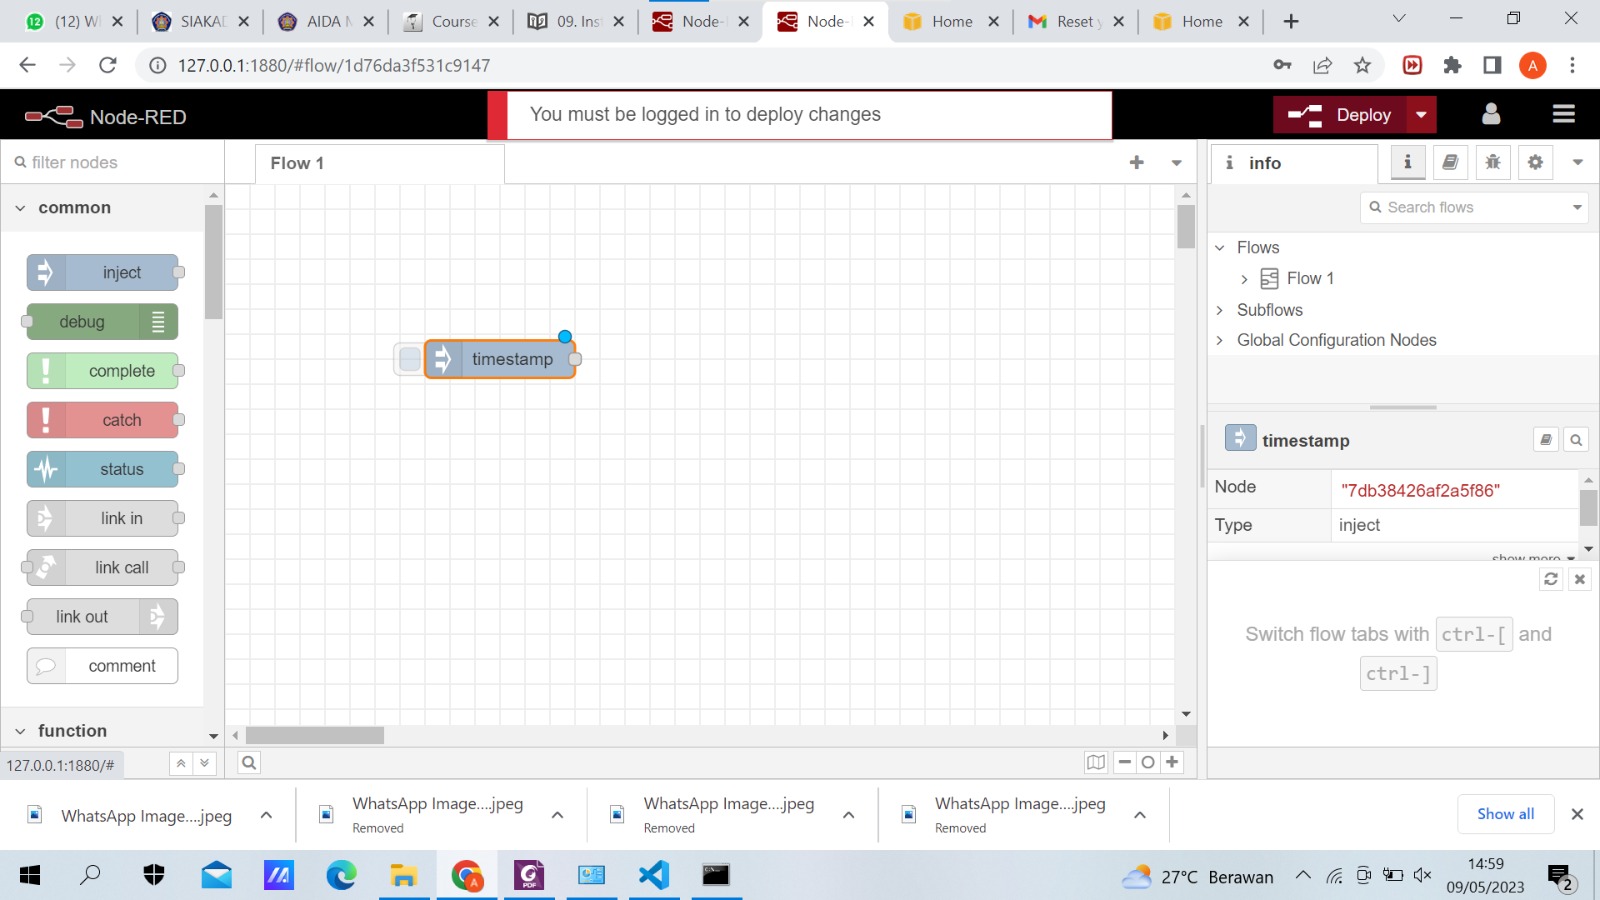 (12) W
SIAKAD
AIDA M
Course
09. Ins
Node-
Node-
Home
Reset y
Home
127.0.0.1:1880/#flow/1d76da3f531c9147
A
Node-RED
You must be logged in to deploy changes
Deploy
filter nodes
Flow 1
info
common
Search flows
inject
debug
complete
catch
status
link in
link call
link out
comment
function
timestamp
Flows
Flow 1
Subflows
Global Configuration Nodes
timestamp
Node
"7db38426af2a5f86"
Type
inject
show more
Switch flow tabs with ctrl-[ and
ctrl-]
127.0.0.1:1880/#
WhatsApp Image....jpeg
WhatsApp Image....jpeg
Removed
WhatsApp Image....jpeg
Removed
WhatsApp Image....jpeg
Removed
Show all
27°C Berawan
14:59
09/05/2023
2